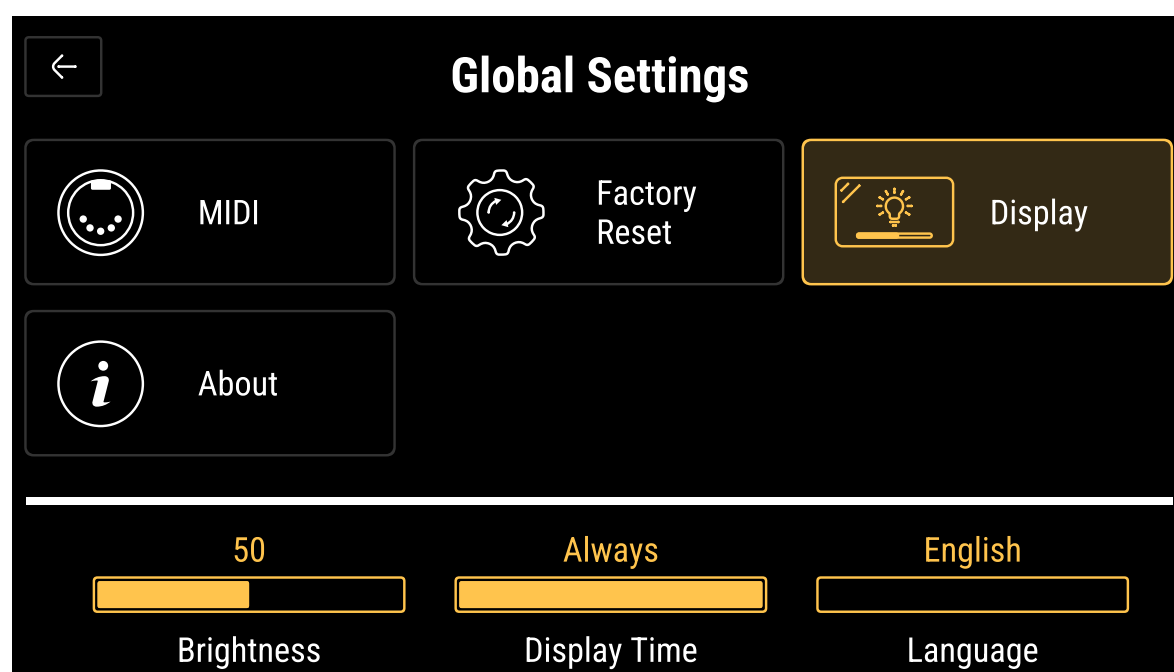 Global Settings
MIDI
Factory
Reset
Display
About
50
Always
English
Brightness
Display Time
Language